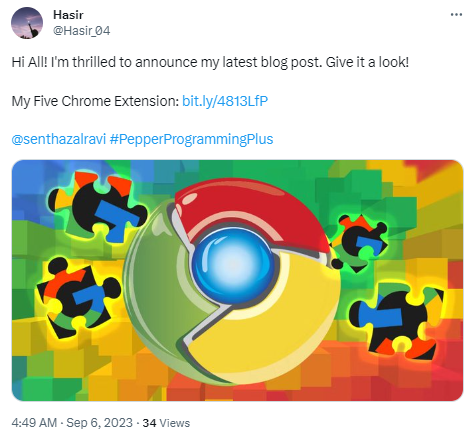 Hasir
@Hasir_04
Hi All! I'm thrilled to announce my latest blog post. Give it a look!
My Five Chrome Extension: bit.ly/4813LfP
@senthazalravi #PepperProgrammingPlus
4:49 AM · Sep 6, 2023 · 34 Views